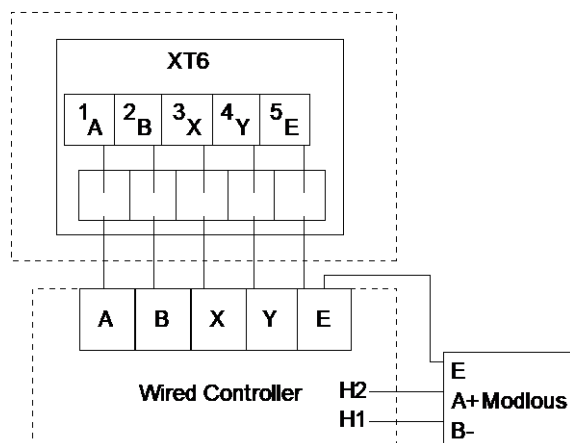 XT6
1A 2B 3X 4Y 5E
A B X Y E
Wired Controller
E
H2 A+ Modlous
H1 B-